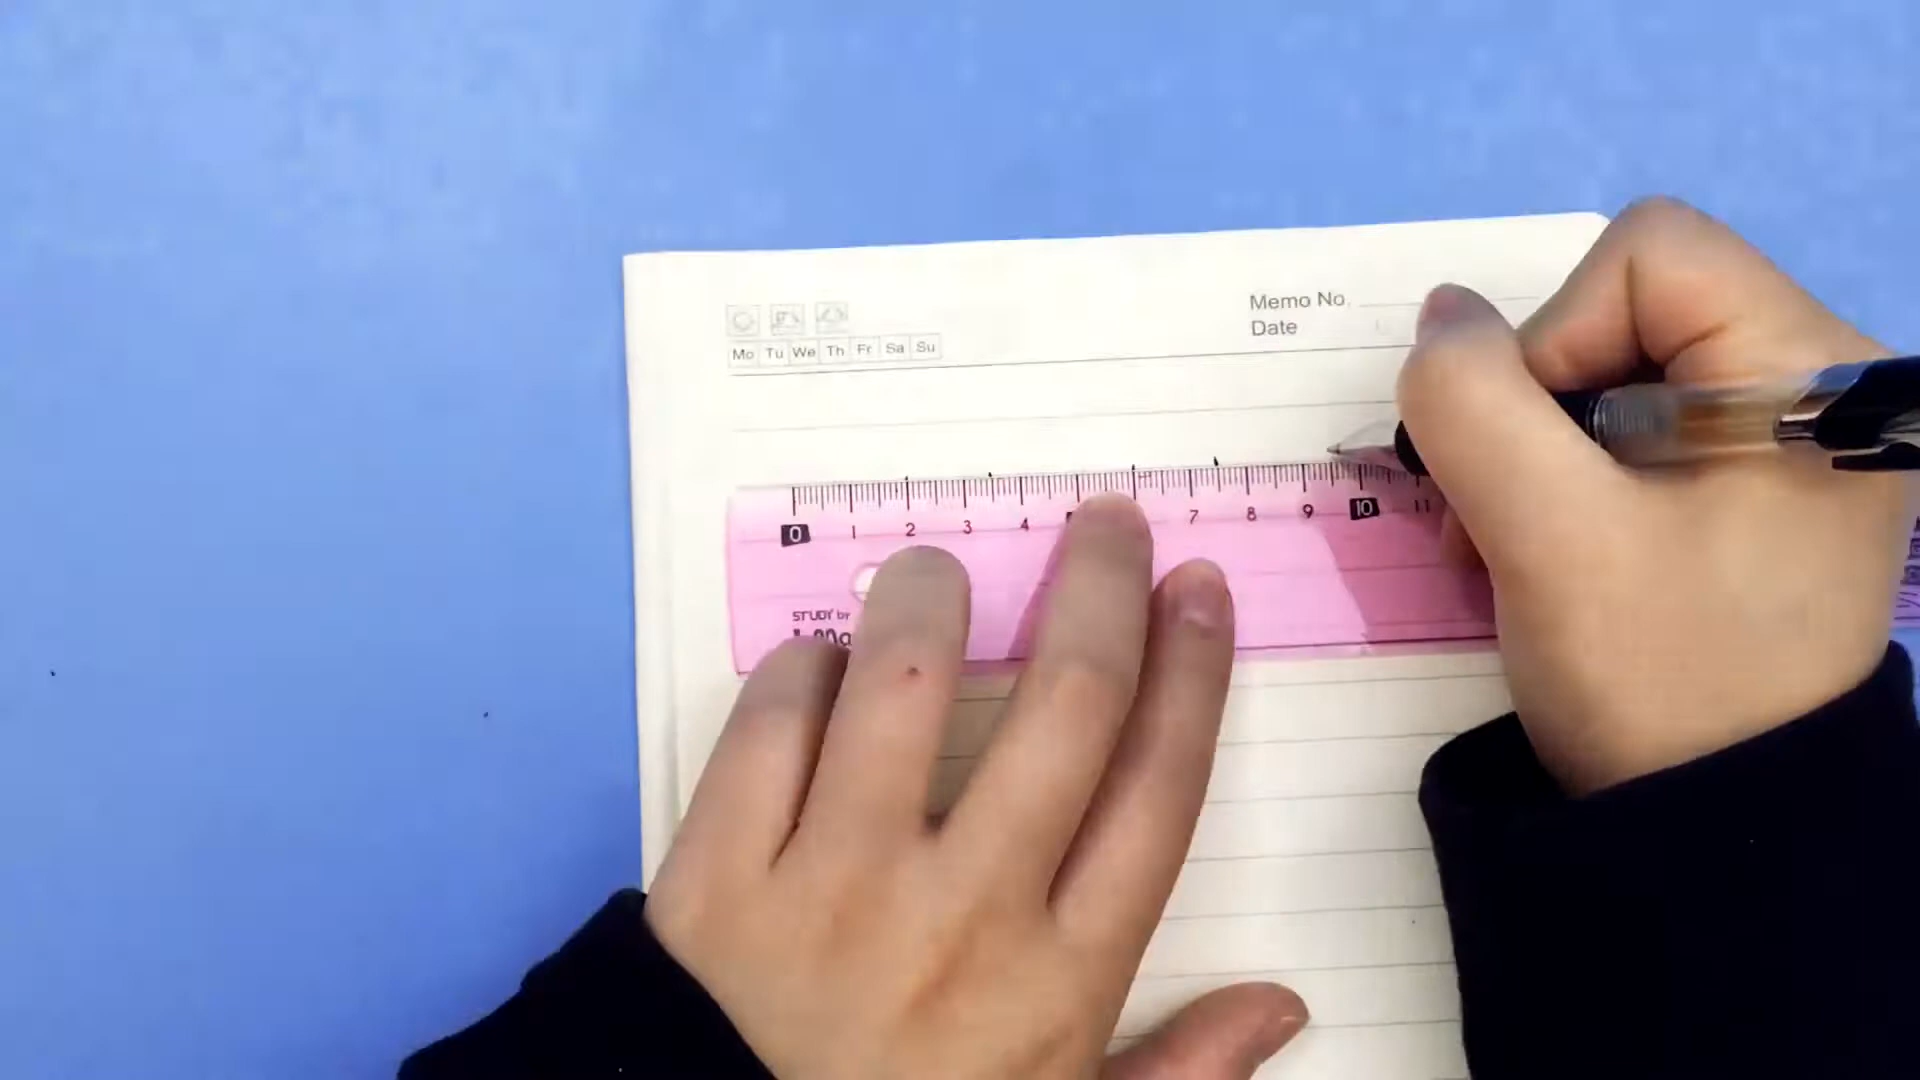 Memo No.
Date
Mo Tu We Th Fr Sa Su
0 1 2 3 4 7 8 9 10 11
STUDY by